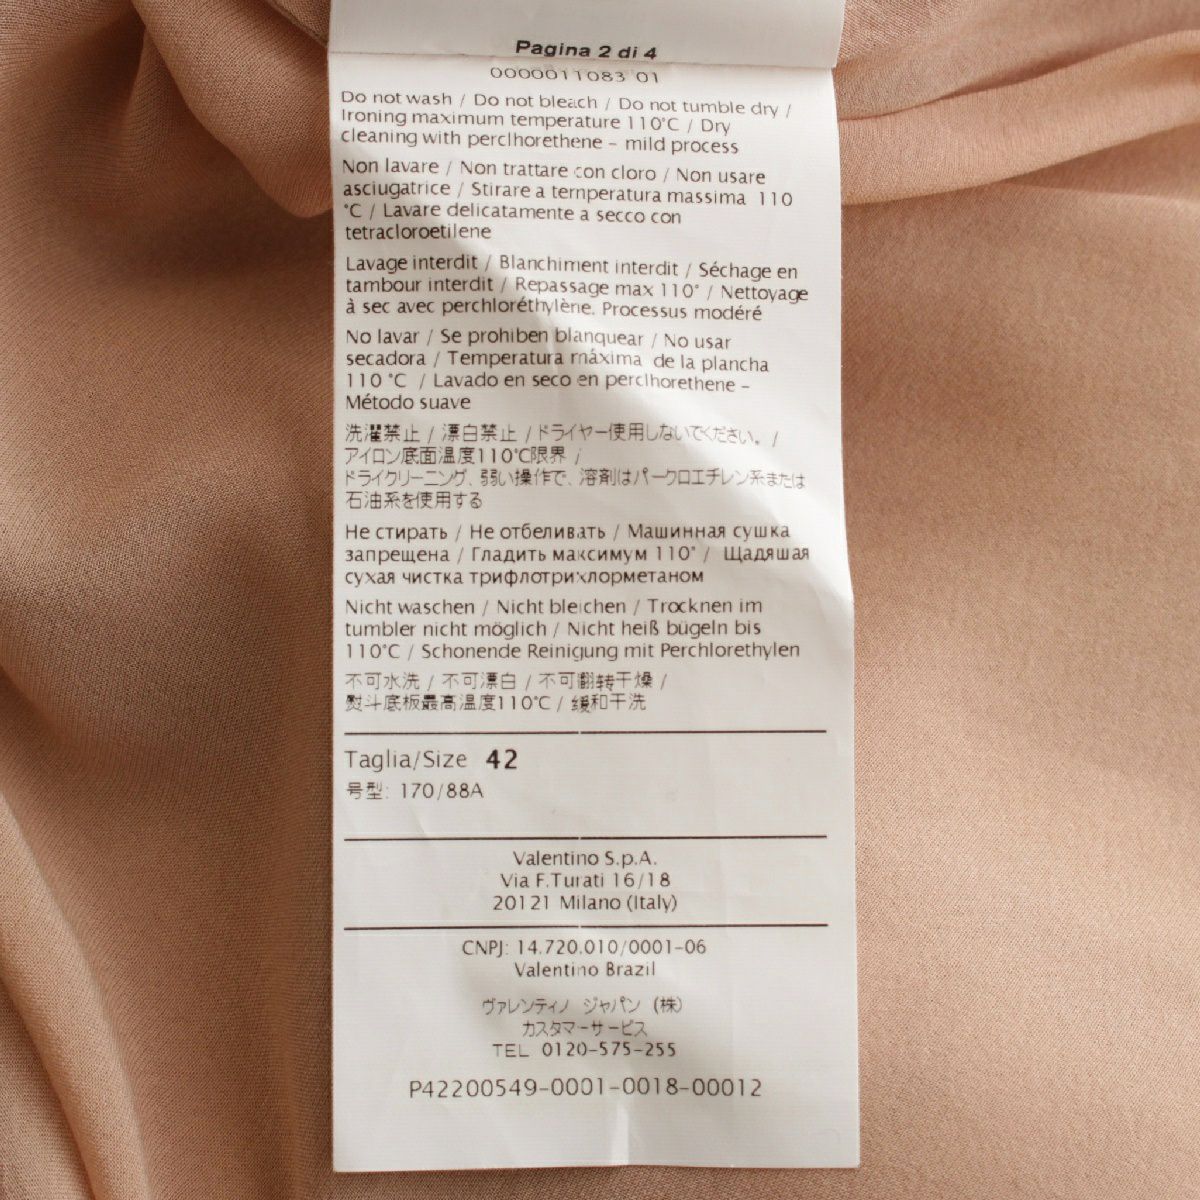 Pagina 2 di 4
0000011083 01
Do not wash / Do not bleach / Do not tumble dry /
Ironing maximum temperature 110°C / Dry
cleaning with perclhorethene - mild process
Non lavare / Non trattare con cloro / Non usare
asciugatrice / Stirare a temperatura massima 110
°C / Lavare delicatamente a secco con
tetracloroetilene
Lavage interdit / Blanchiment interdit / Séchage en
tambour interdit / Repassage max 110° / Nettoyage
à sec avec perchloréthylène. Processus modéré
No lavar / Se prohiben blanquear / No usar
secadora / Temperatura máxima de la plancha
110 °C / Lavado en seco en perclhorethene -
Método suave
洗濯禁止 / 漂白禁止 / ドライヤー使用しないでください。 /
アイロン底面温度110℃限界 /
ドライクリーニング、弱い操作で、溶剤はパークロエチレン系または
石油系を使用する
Не стирать / Не отбеливать / Машинная сушка
запрещена / Гладить максимум 110° / Щадяшая
сухая чистка трифлотрихлорметаном
Nicht waschen / Nicht bleichen / Trocknen im
tumbler nicht möglich / Nicht heiß bügeln bis
110°C / Schonende Reinigung mit Perchlorethylen
不可水洗 / 不可漂白 / 不可翻转干燥 /
熨斗底板最高温度110℃ / 缓和干洗
Taglia/Size 42
号型: 170/88A
Valentino S.p.A.
Via F.Turati 16/18
20121 Milano (Italy)
CNPJ: 14.720.010/0001-06
Valentino Brazil
ヴァレンティノ ジャパン (株)
カスタマーサービス
TEL 0120-575-255
P42200549-0001-0018-00012